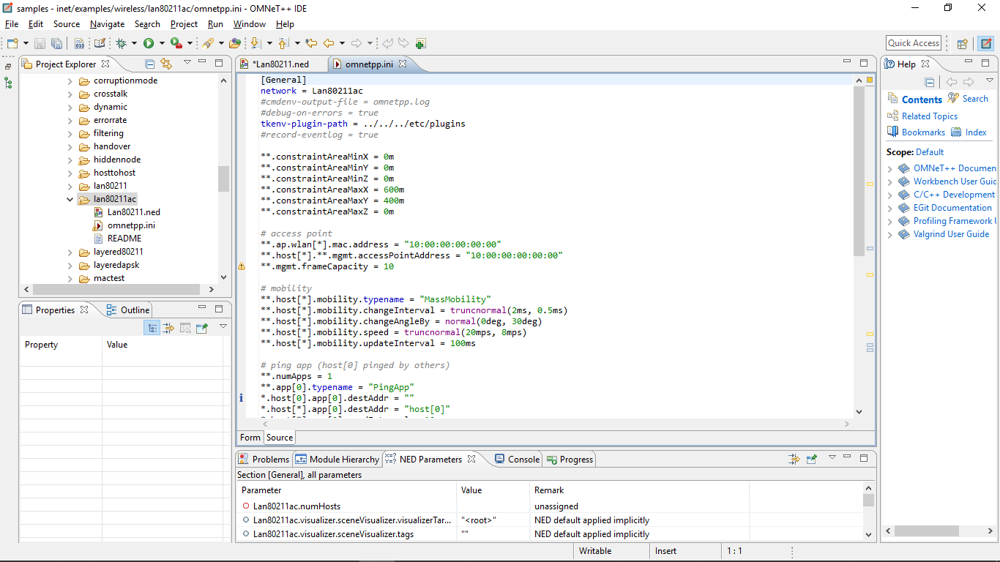 samples - inet/examples/wireless/lan80211ac/omnetpp.ini - OMNeT++ IDE
File Edit Source Navigate Search Project Run Window Help
Quick Access
Project Explorer
corruptionmode
crosstalk
dynamic
errorrate
filtering
handover
hiddennode
hosttohost
lan80211
lan80211ac
Lan80211.ned
omnetpp.ini
README
layered80211
layeredapsk
mactest
Properties Outline
Property Value
*Lan80211.ned omnetpp.ini
[General]
network = Lan80211ac
#cmdenv-output-file = omnetpp.log
#debug-on-errors = true
tkenv-plugin-path = ../../../etc/plugins
#record-eventlog = true
**.constraintAreaMinX = 0m
**.constraintAreaMinY = 0m
**.constraintAreaMinZ = 0m
**.constraintAreaMaxX = 600m
**.constraintAreaMaxY = 400m
**.constraintAreaMaxZ = 0m
# access point
**.ap.wlan[*].mac.address = "10:00:00:00:00:00"
**.host[*].**.mgmt.accessPointAddress = "10:00:00:00:00:00"
**.mgmt.frameCapacity = 10
# mobility
**.host[*].mobility.typename = "MassMobility"
**.host[*].mobility.changeInterval = truncnormal(2ms, 0.5ms)
**.host[*].mobility.changeAngleBy = normal(0deg, 30deg)
**.host[*].mobility.speed = truncnormal(20mps, 8mps)
**.host[*].mobility.updateInterval = 100ms
# ping app (host[0] pinged by others)
**.numApps = 1
**.app[0].typename = "PingApp"
*.host[0].app[0].destAddr = ""
*.host[*].app[0].destAddr = "host[0]"
Form Source
Problems Module Hierarchy NED Parameters Console Progress
Section [General], all parameters
Parameter Value Remark
Lan80211ac.numHosts unassigned
Lan80211ac.visualizer.sceneVisualizer.visualizerTar... "<root>" NED default applied implicitly
Lan80211ac.visualizer.sceneVisualizer.tags "" NED default applied implicitly
Help
Contents Search
Related Topics
Bookmarks Index
Scope: Default
OMNeT++ Documen
Workbench User Guic
C/C++ Development
EGit Documentation
Profiling Framework
Valgrind User Guide
Writable Insert 1 : 1